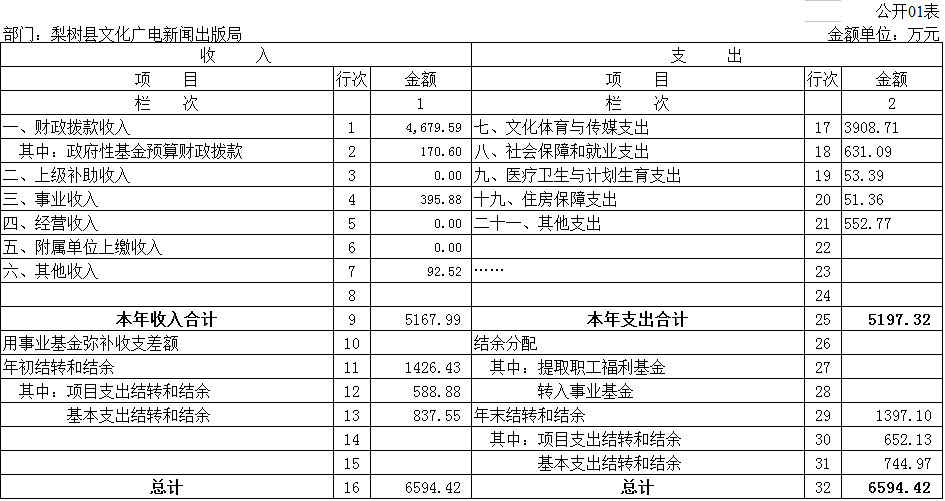 公开01表
部门：梨树县文化广电新闻出版局 金额单位：万元
收 入 支 出
项 目 行次 金额 项 目 行次 金额
栏 次 1 栏 次 2
一、财政拨款收入 1 4,679.59 七、文化体育与传媒支出 17 3908.71
其中：政府性基金预算财政拨款 2 170.60 八、社会保障和就业支出 18 631.09
二、上级补助收入 3 0.00 九、医疗卫生与计划生育支出 19 53.39
三、事业收入 4 395.88 十九、住房保障支出 20 51.36
四、经营收入 5 0.00 二十一、其他支出 21 552.77
五、附属单位上缴收入 6 0.00 22
六、其他收入 7 92.52 …… 23
8 24
本年收入合计 9 5167.99 本年支出合计 25 5197.32
用事业基金弥补收支差额 10 结余分配 26
年初结转和结余 11 1426.43 其中：提取职工福利基金 27
其中：项目支出结转和结余 12 588.88 转入事业基金 28
基本支出结转和结余 13 837.55 年末结转和结余 29 1397.10
14 其中：项目支出结转和结余 30 652.13
15 基本支出结转和结余 31 744.97
总计 16 6594.42 总计 32 6594.42